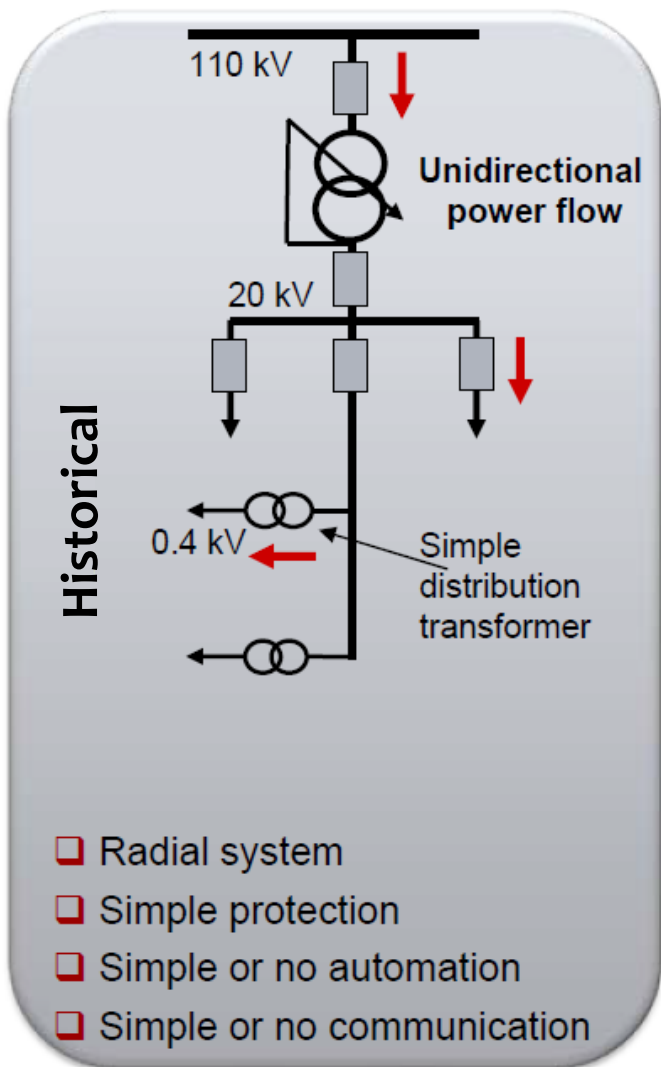 110 kV
Unidirectional
power flow
20 kV
Historical
0.4 kV
Simple
distribution
transformer
Radial system
Simple protection
Simple or no automation
Simple or no communication